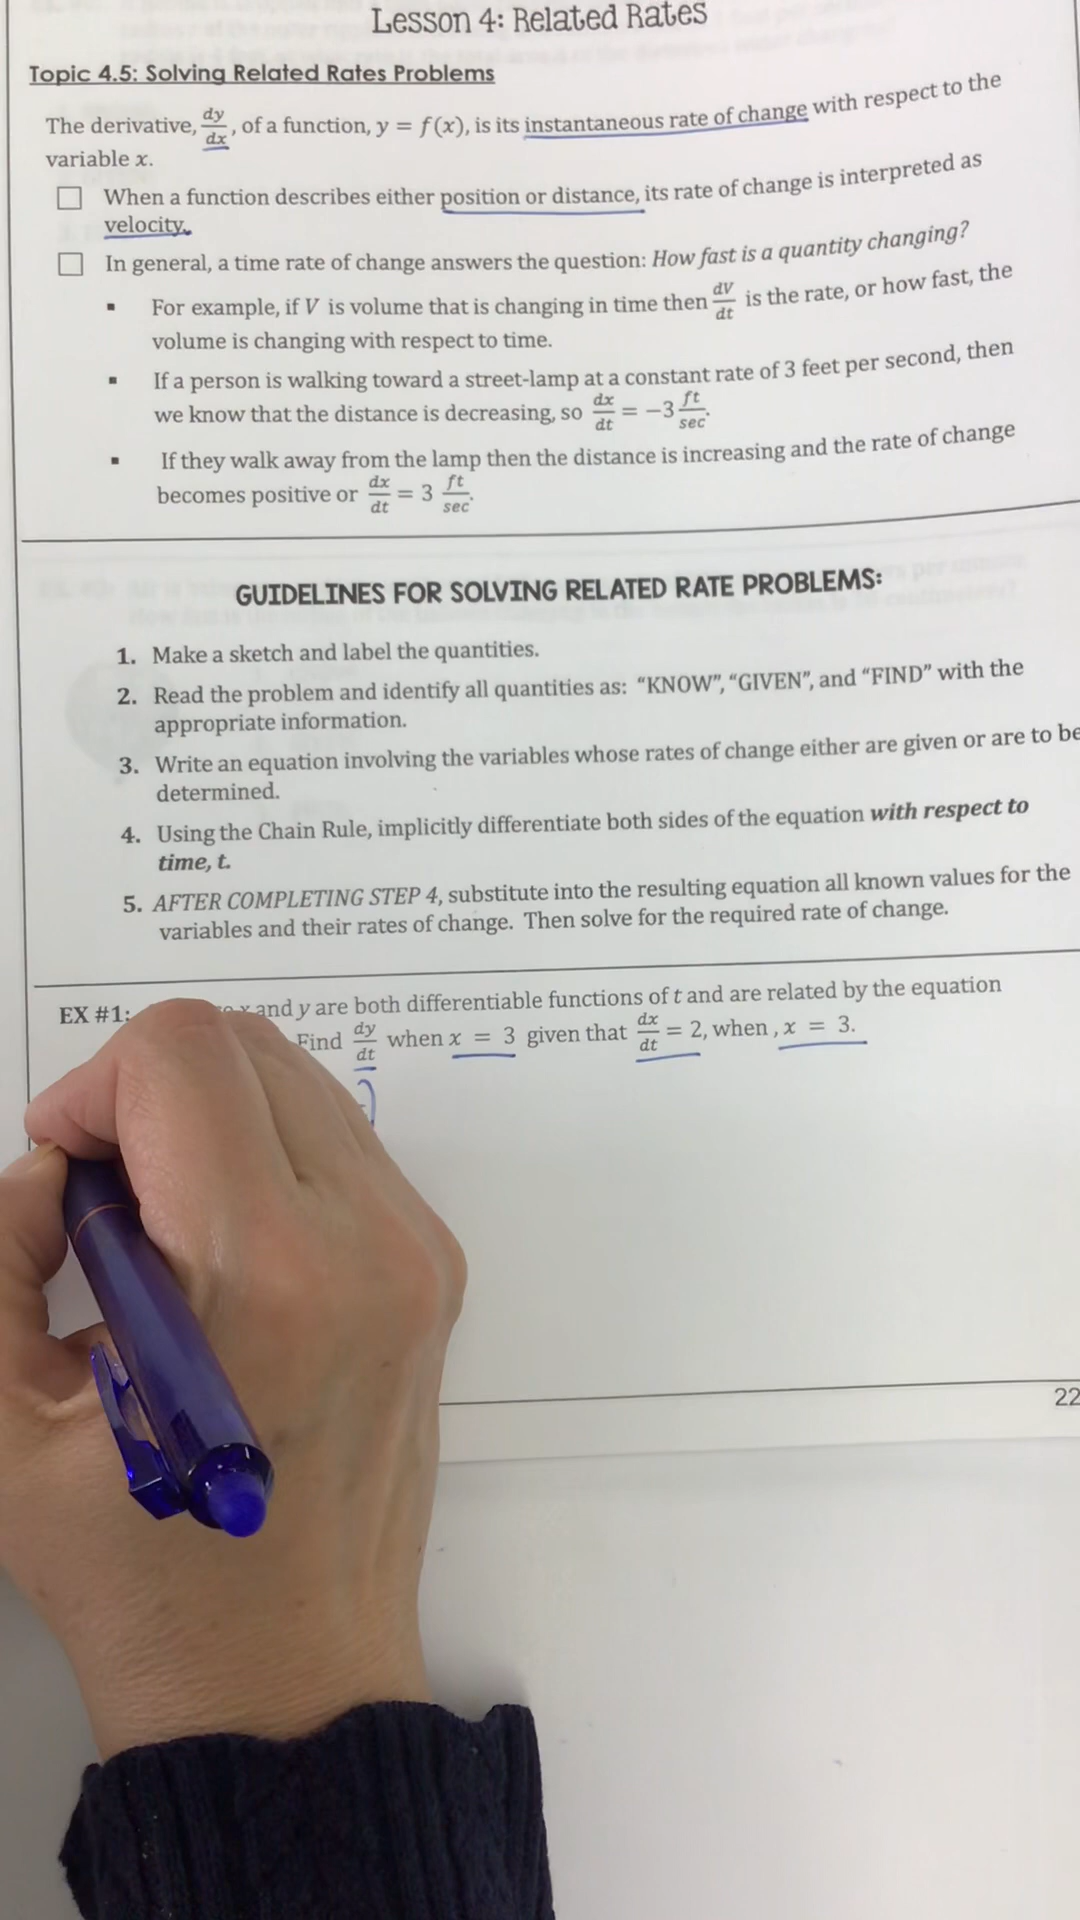 Lesson 4: Related Rates
Topic 4.5: Solving Related Rates Problems
The derivative, dy/dx, of a function, y = f(x), is its instantaneous rate of change with respect to the
variable x.
When a function describes either position or distance, its rate of change is interpreted as
velocity.
In general, a time rate of change answers the question: How fast is a quantity changing?
▪ For example, if V is volume that is changing in time then dV/dt is the rate, or how fast, the
volume is changing with respect to time.
▪ If a person is walking toward a street-lamp at a constant rate of 3 feet per second, then
we know that the distance is decreasing, so dx/dt = −3 ft/sec.
▪ If they walk away from the lamp then the distance is increasing and the rate of change
becomes positive or dx/dt = 3 ft/sec.
GUIDELINES FOR SOLVING RELATED RATE PROBLEMS:
1. Make a sketch and label the quantities.
2. Read the problem and identify all quantities as: "KNOW", "GIVEN", and "FIND" with the
appropriate information.
3. Write an equation involving the variables whose rates of change either are given or are to be
determined.
4. Using the Chain Rule, implicitly differentiate both sides of the equation with respect to
time, t.
5. AFTER COMPLETING STEP 4, substitute into the resulting equation all known values for the
variables and their rates of change. Then solve for the required rate of change.
EX #1: x and y are both differentiable functions of t and are related by the equation
Find dy/dt when x = 3 given that dx/dt = 2, when , x = 3.
22